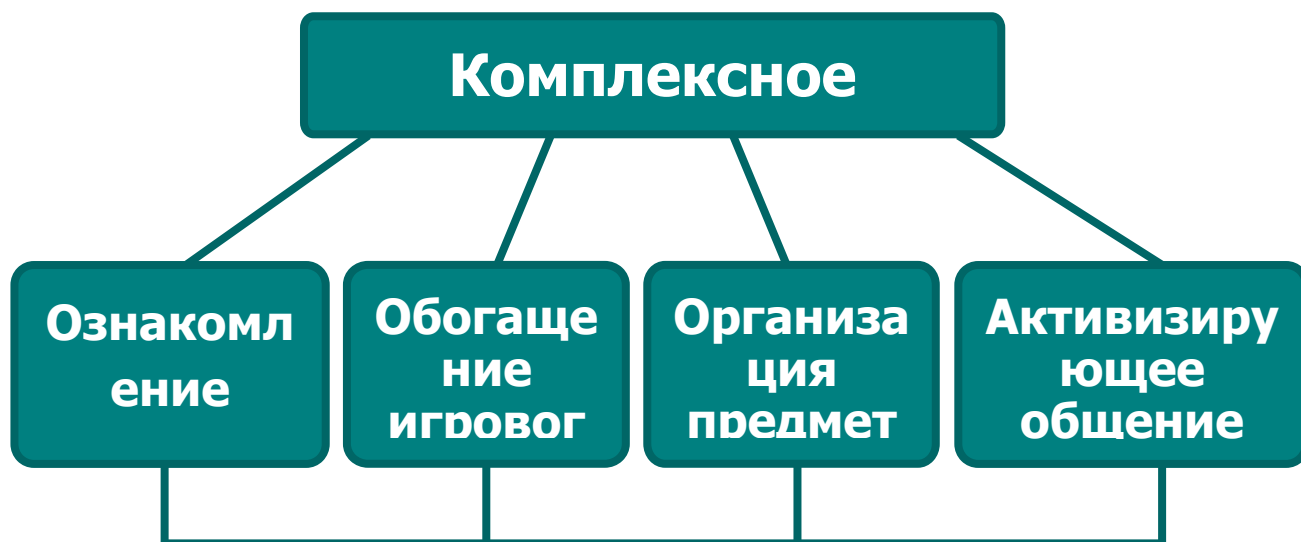 Комплексное
Ознакомл
ение
Обогаще
ние
игровог
Организа
ция
предмет
Активизиру
ющее
общение